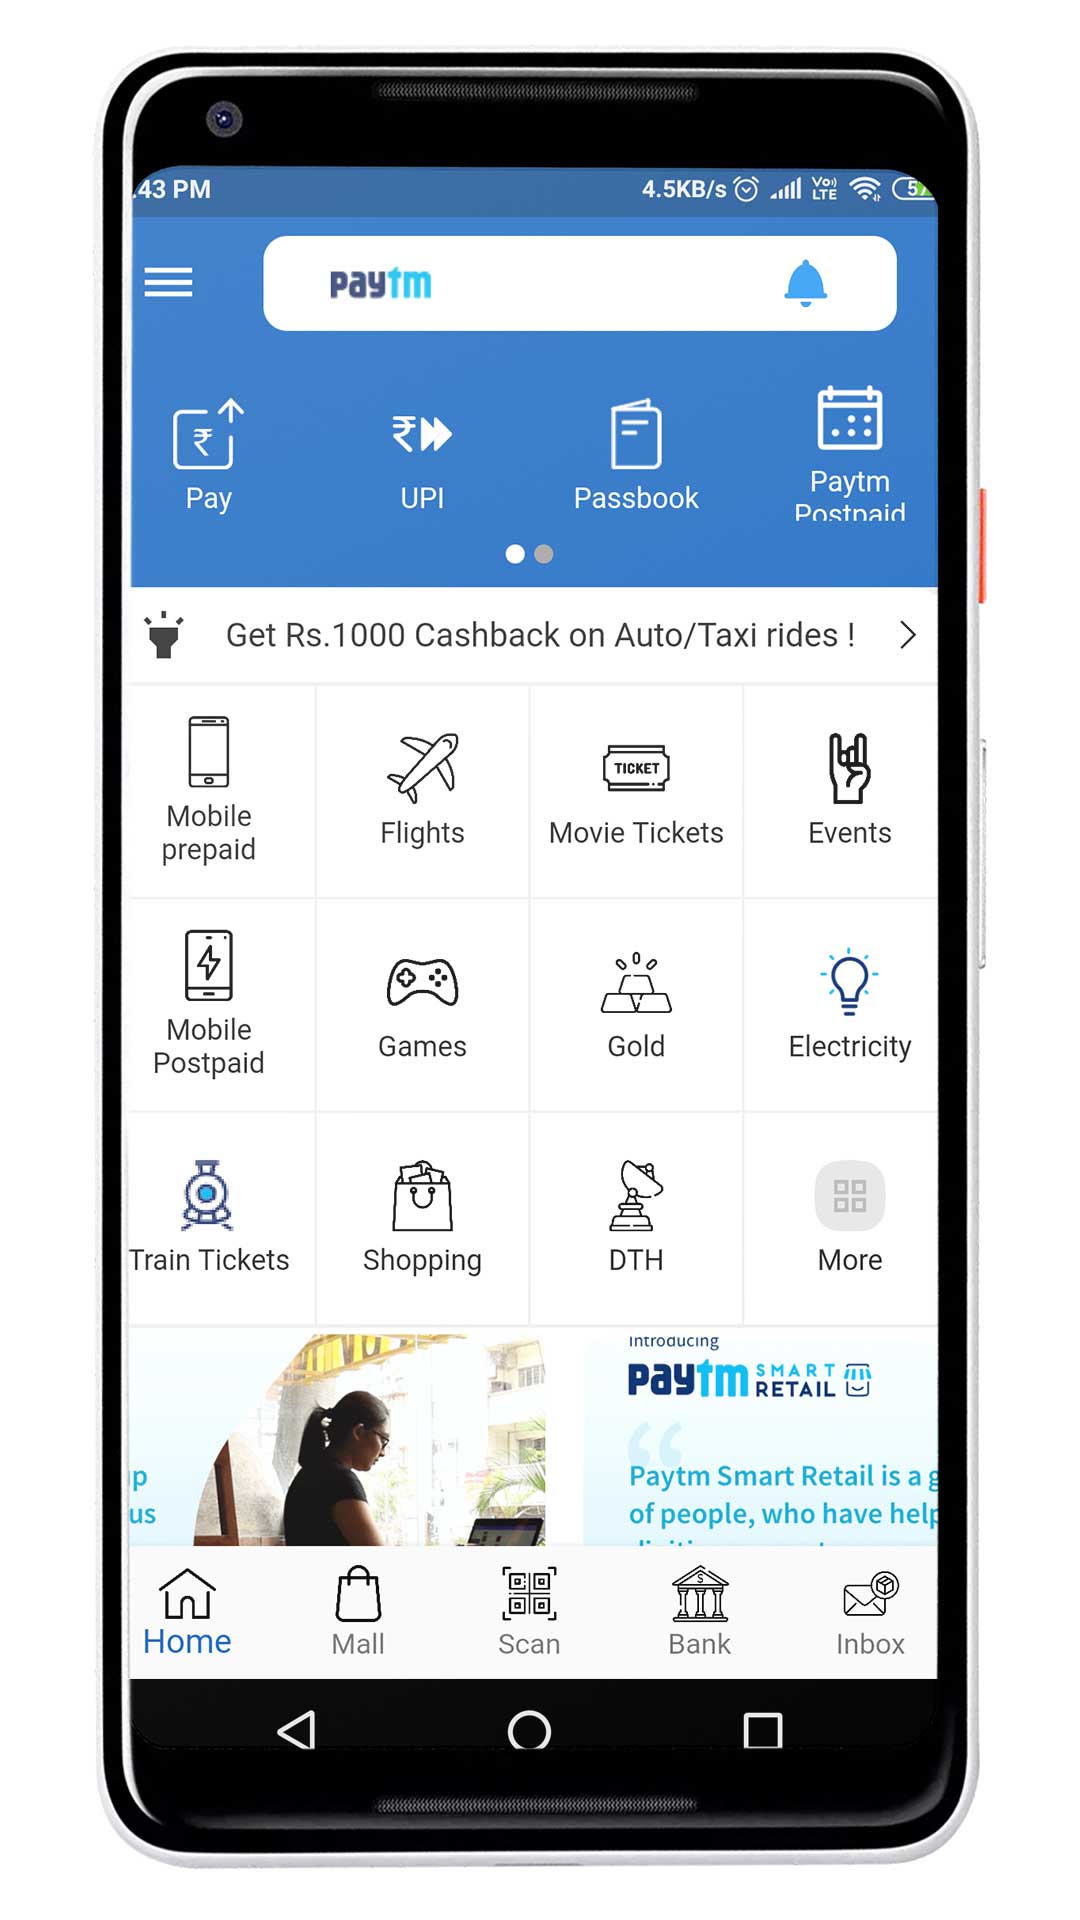 :43 PM 4.5KB/s Vo)) LTE 57
paytm
Pay UPI Passbook Paytm Postpaid
Get Rs.1000 Cashback on Auto/Taxi rides !
TICKET
Mobile prepaid
Flights
Movie Tickets
Events
Mobile Postpaid
Games
Gold
Electricity
Train Tickets
Shopping
DTH
More
Introducing
paytm SMART RETAIL
us
Paytm Smart Retail is a g
of people, who have help
Home Mall Scan Bank Inbox